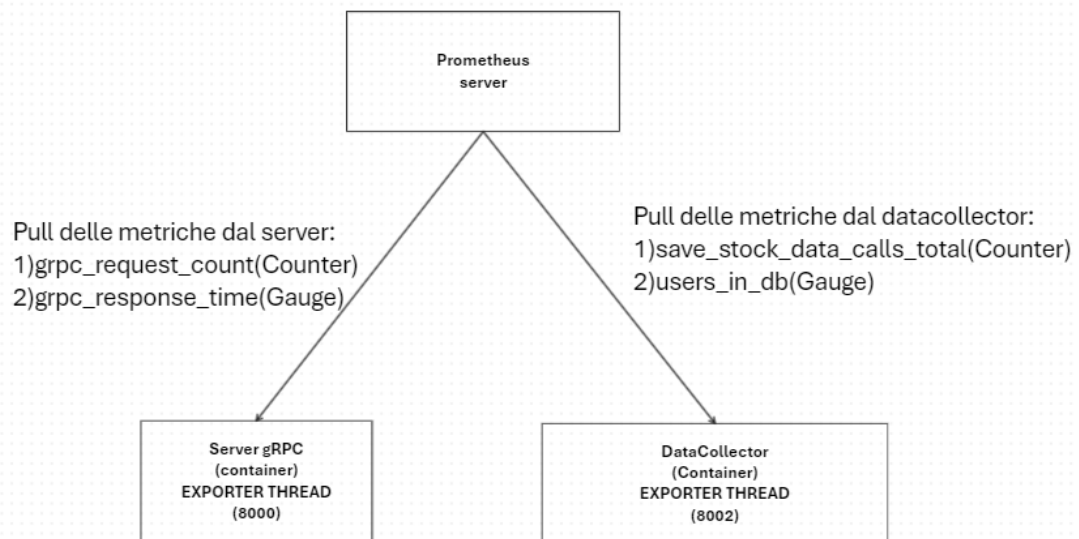 Prometheus
server
Pull delle metriche dal server:
1)grpc_request_count(Counter)
2)grpc_response_time(Gauge)
Pull delle metriche dal datacollector:
1)save_stock_data_calls_total(Counter)
2)users_in_db(Gauge)
Server gRPC
(container)
EXPORTER THREAD
(8000)
DataCollector
(Container)
EXPORTER THREAD
(8002)